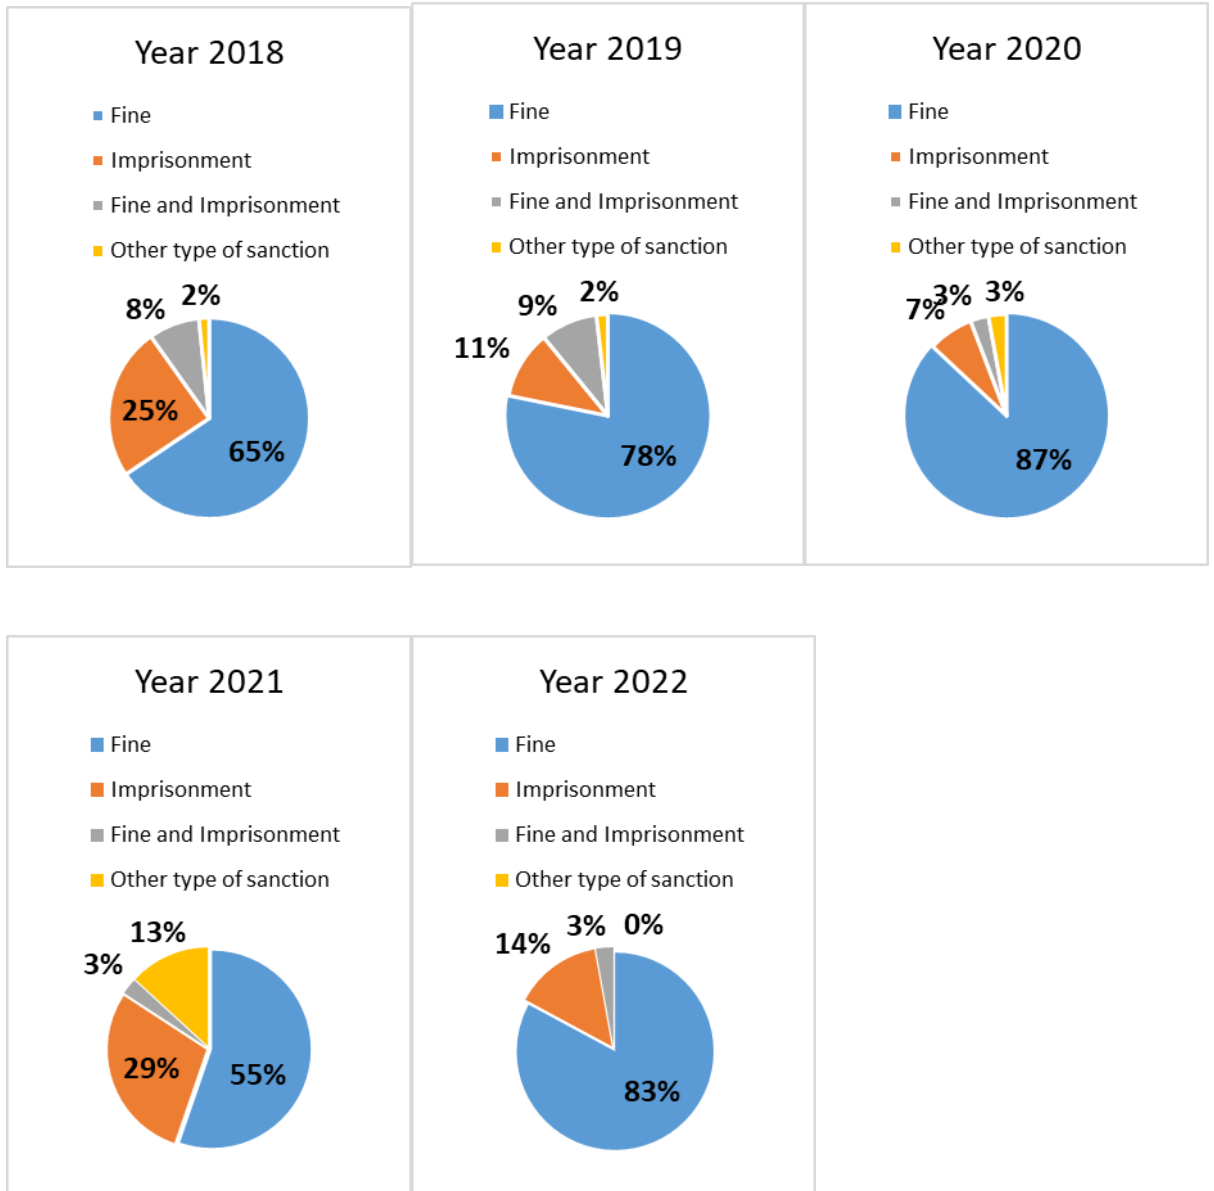 Year 2018
Fine
Imprisonment
Fine and Imprisonment
Other type of sanction
8%
2%
25%
65%
Year 2019
Fine
Imprisonment
Fine and Imprisonment
Other type of sanction
11%
9%
2%
78%
Year 2020
Fine
Imprisonment
Fine and Imprisonment
Other type of sanction
7%
3%
3%
87%
Year 2021
Fine
Imprisonment
Fine and Imprisonment
Other type of sanction
13%
3%
29%
55%
Year 2022
Fine
Imprisonment
Fine and Imprisonment
Other type of sanction
14%
3%
0%
83%